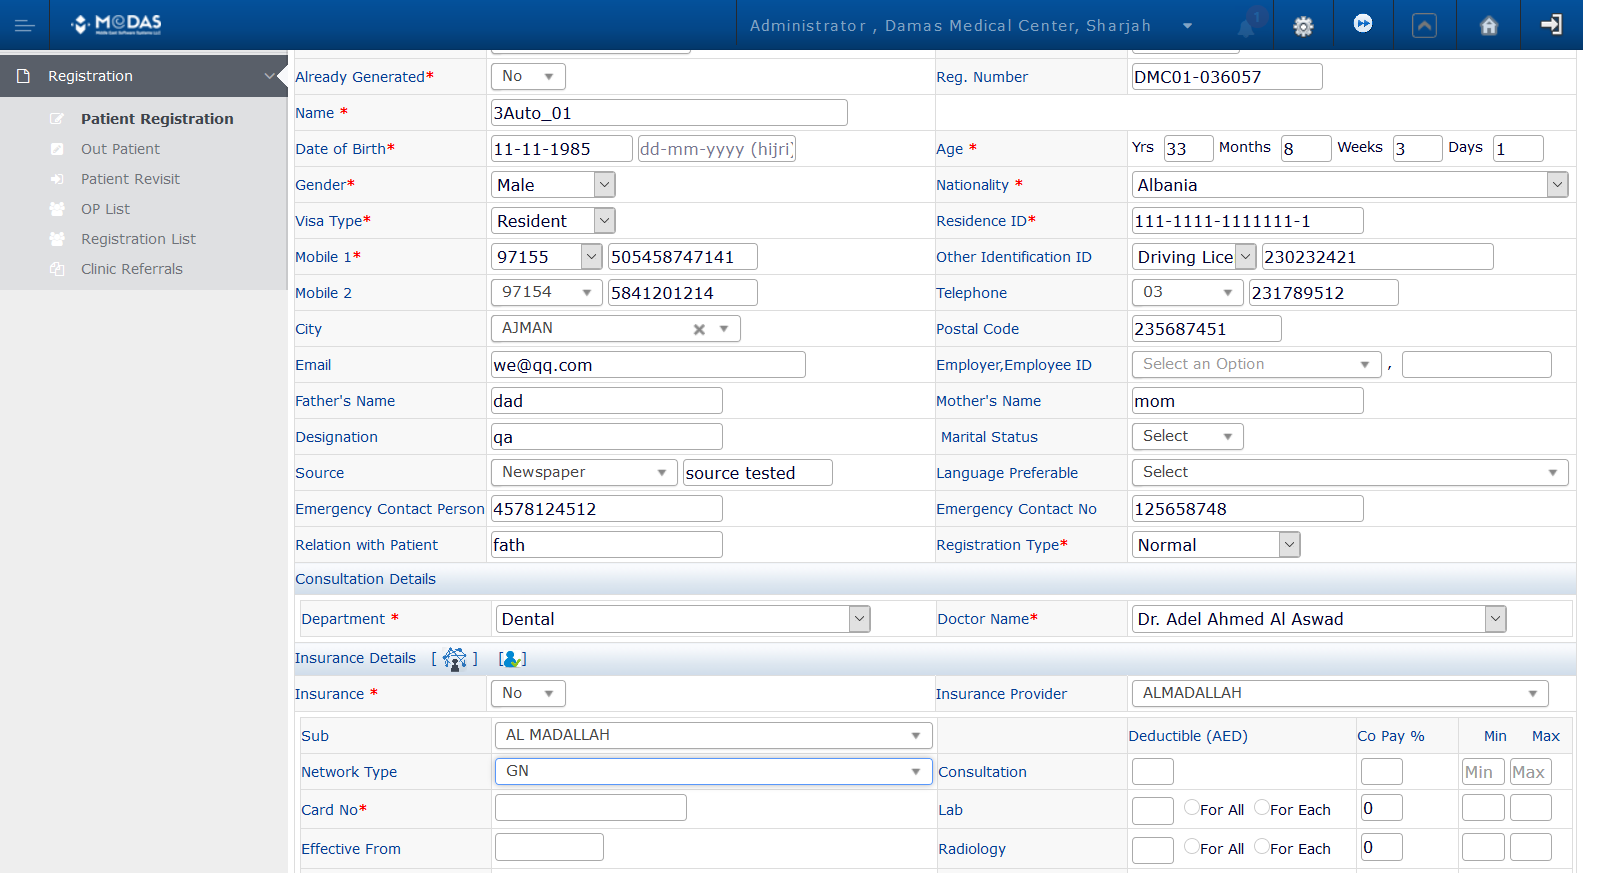 MEDAS
Middle East Software Systems LLC
Administrator , Damas Medical Center, Sharjah
1
Registration
Patient Registration
Out Patient
Patient Revisit
OP List
Registration List
Clinic Referrals
Already Generated* No Reg. Number DMC01-036057
Name * 3Auto_01
Date of Birth* 11-11-1985 dd-mm-yyyy (hijri) Age * Yrs 33 Months 8 Weeks 3 Days 1
Gender* Male Nationality * Albania
Visa Type* Resident Residence ID* 111-1111-1111111-1
Mobile 1* 97155 505458747141 Other Identification ID Driving Lice 230232421
Mobile 2 97154 5841201214 Telephone 03 231789512
City AJMAN Postal Code 235687451
Email we@qq.com Employer,Employee ID Select an Option ,
Father's Name dad Mother's Name mom
Designation qa Marital Status Select
Source Newspaper source tested Language Preferable Select
Emergency Contact Person 4578124512 Emergency Contact No 125658748
Relation with Patient fath Registration Type* Normal
Consultation Details
Department * Dental Doctor Name* Dr. Adel Ahmed Al Aswad
Insurance Details [ ] [ ]
Insurance * No Insurance Provider ALMADALLAH
Sub AL MADALLAH Deductible (AED) Co Pay % Min Max
Network Type GN Consultation Min Max
Card No* Lab For All For Each 0
Effective From Radiology For All For Each 0